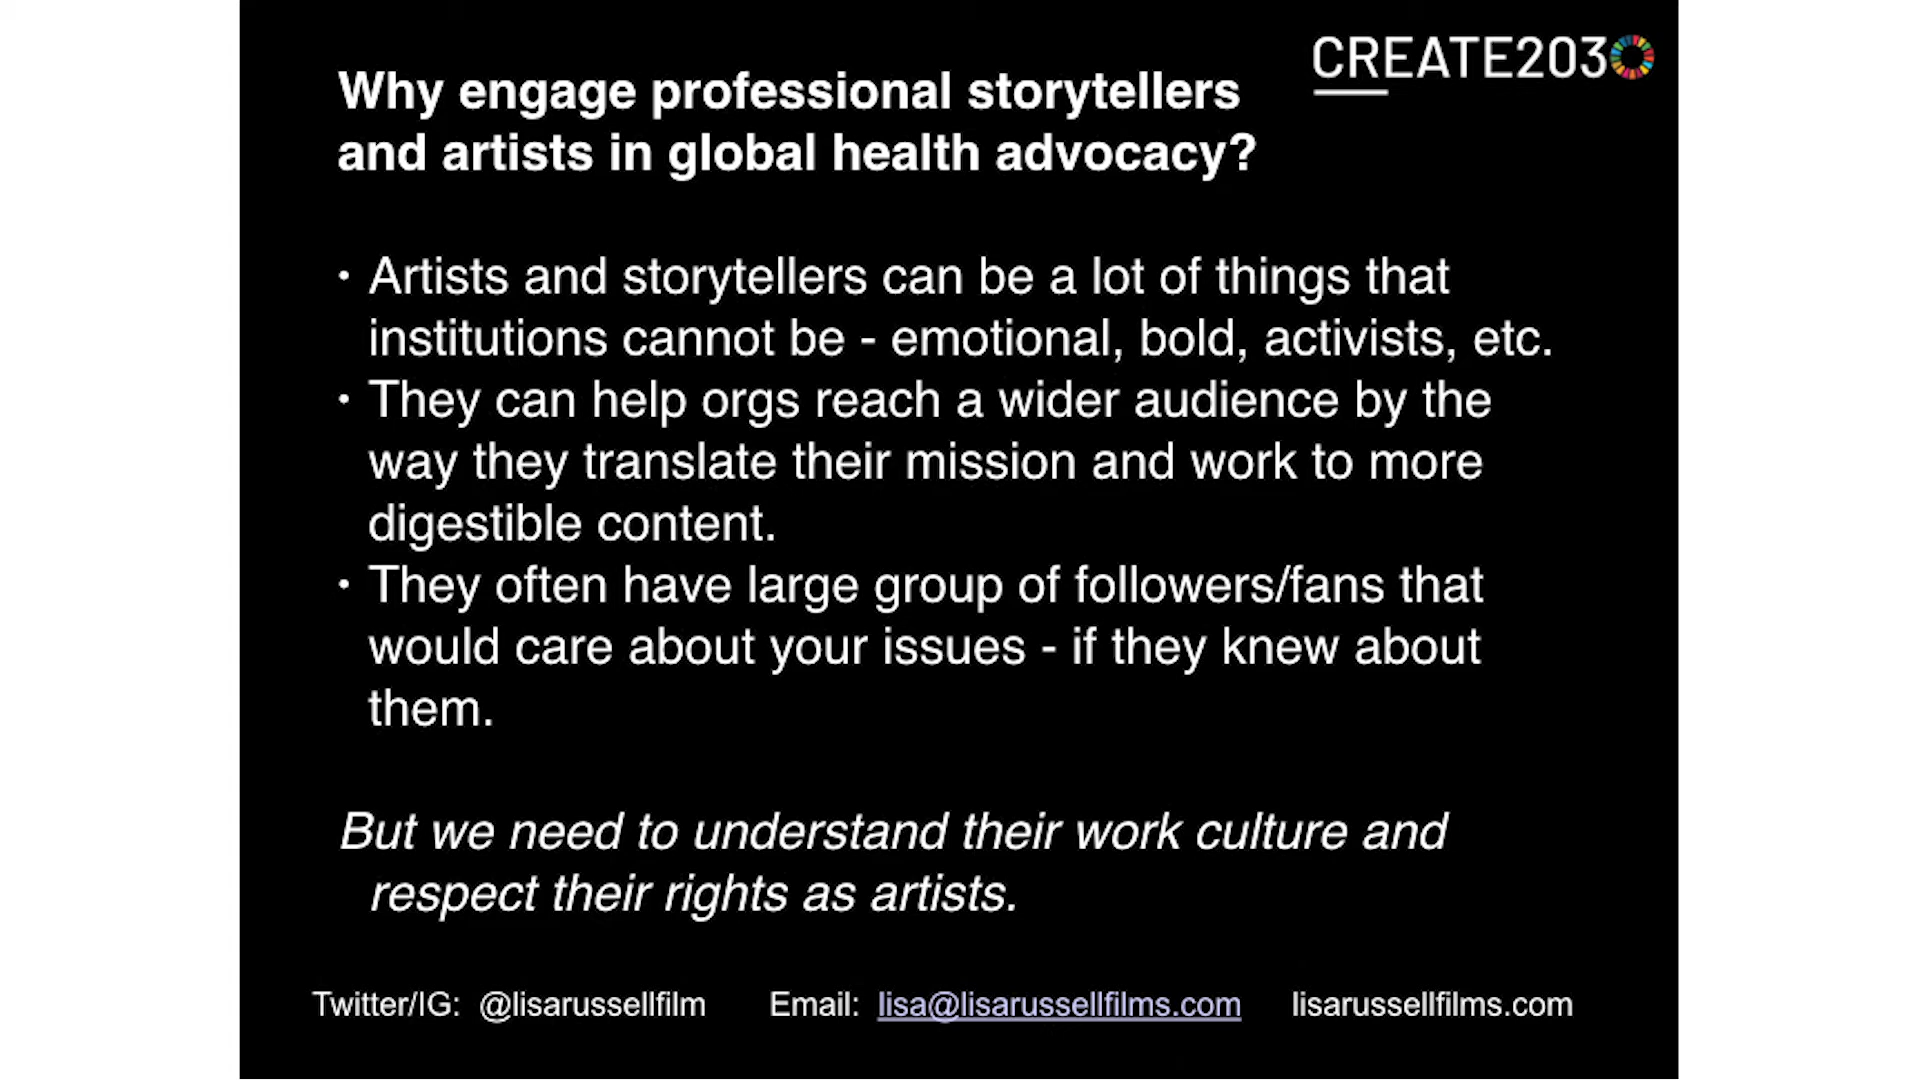 CREATE2030
Why engage professional storytellers
and artists in global health advocacy?
• Artists and storytellers can be a lot of things that
institutions cannot be - emotional, bold, activists, etc.
• They can help orgs reach a wider audience by the
way they translate their mission and work to more
digestible content.
• They often have large group of followers/fans that
would care about your issues - if they knew about
them.
But we need to understand their work culture and
respect their rights as artists.
Twitter/IG: @lisarussellfilm Email: lisa@lisarussellfilms.com lisarussellfilms.com